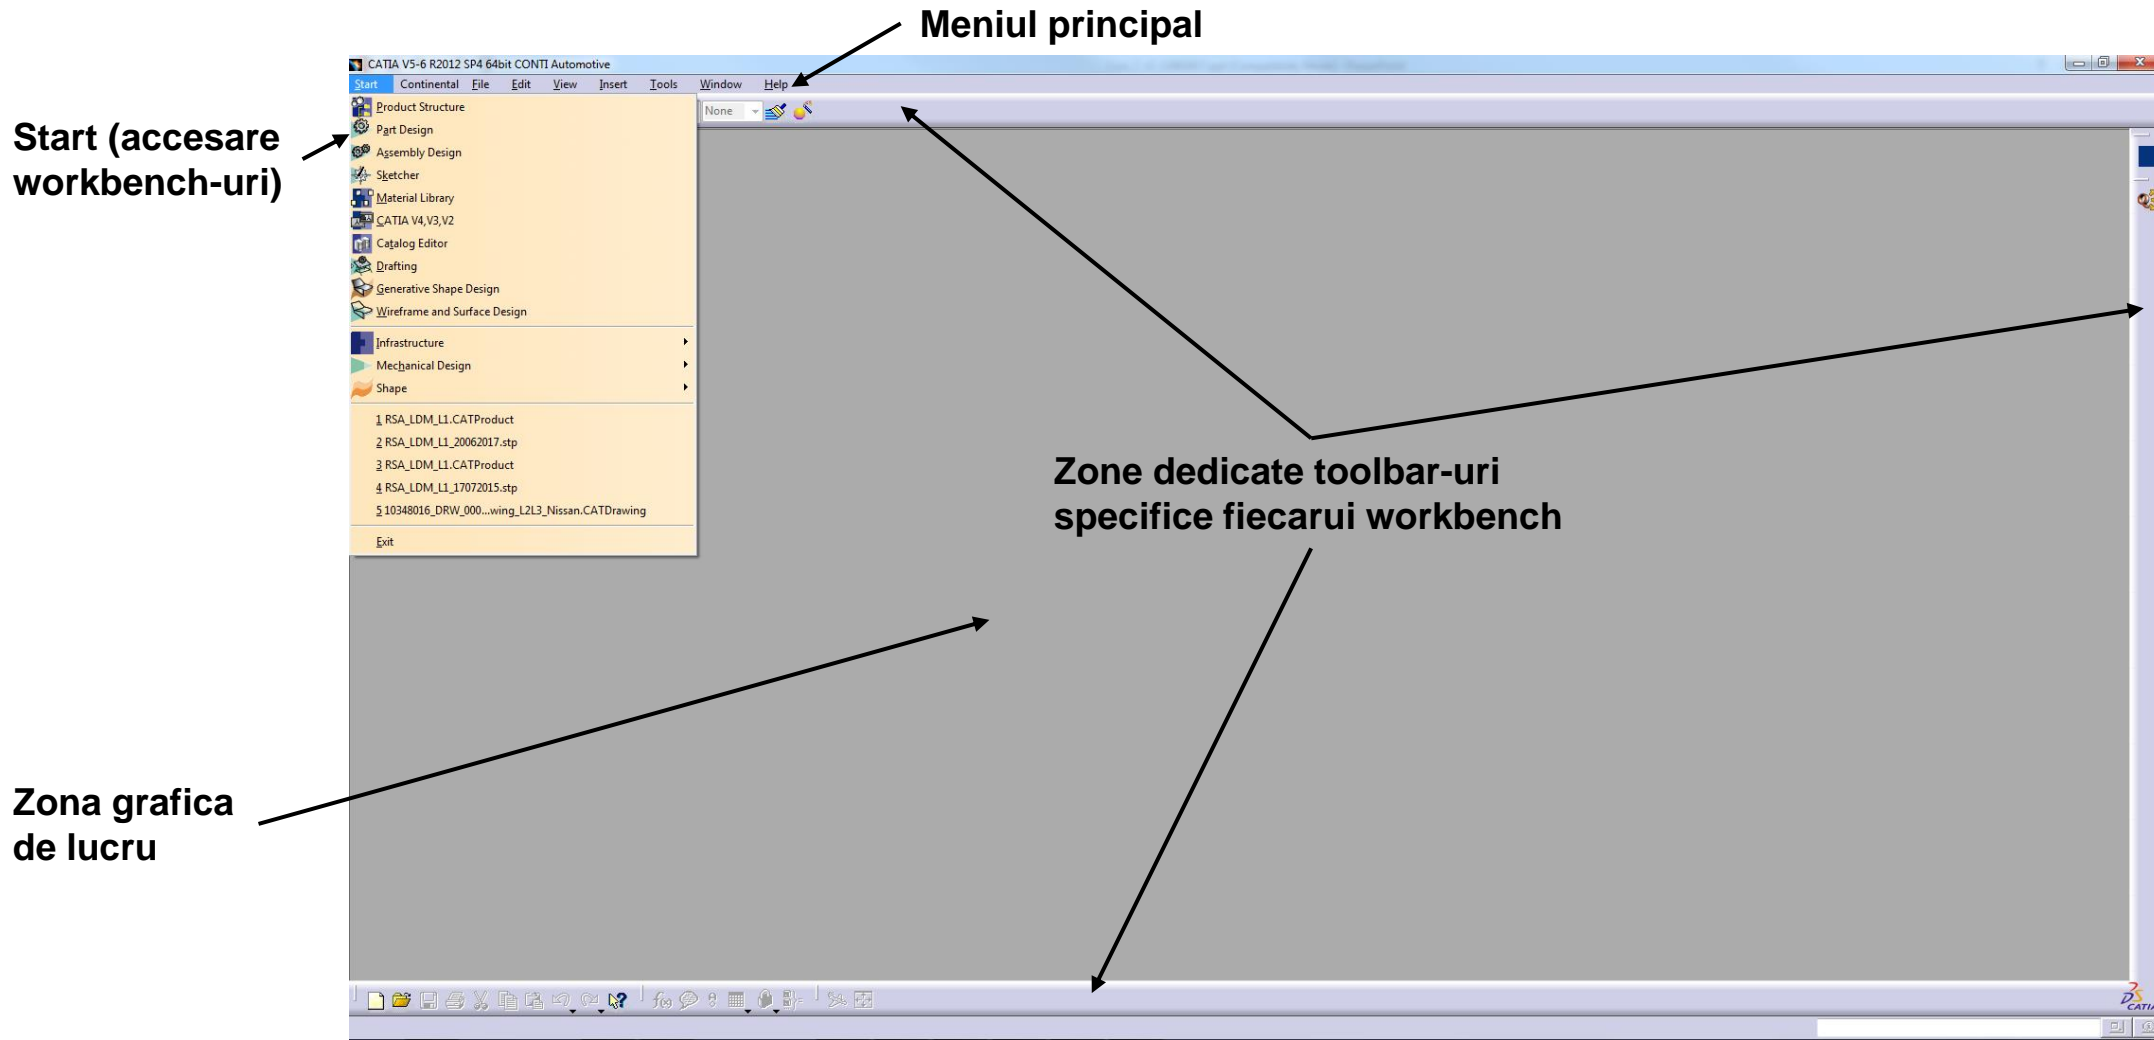 Meniul principal
CATIA V5-6 R2012 SP4 64bit CONTI Automotive
Start Continental File Edit View Insert Tools Window Help
None
Start (accesare
workbench-uri)
Product Structure
Part Design
Assembly Design
Sketcher
Material Library
CATIA V4,V3,V2
Catalog Editor
Drafting
Generative Shape Design
Wireframe and Surface Design
Infrastructure
Mechanical Design
Shape
1 RSA_LDM_L1.CATProduct
2 RSA_LDM_L1_20062017.stp
3 RSA_LDM_L1.CATProduct
4 RSA_LDM_L1_17072015.stp
5 10348016_DRW_000...wing_L2L3_Nissan.CATDrawing
Exit
Zone dedicate toolbar-uri
specifice fiecarui workbench
Zona grafica
de lucru
f(x)
CATIA